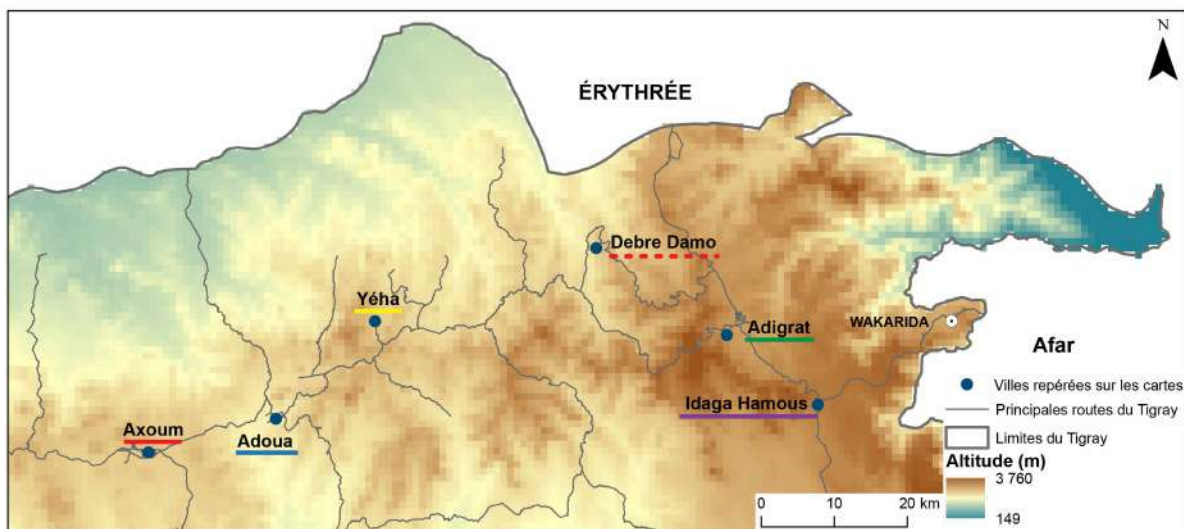 N
ÉRYTHRÉE
Debre Damo
Yéha
WAKARIDA
Adigrat
Afar
Villes repérées sur les cartes
Idaga Hamous
Principales routes du Tigray
Axoum
Adoua
Limites du Tigray
Altitude (m)
3 760
0 20 km
149